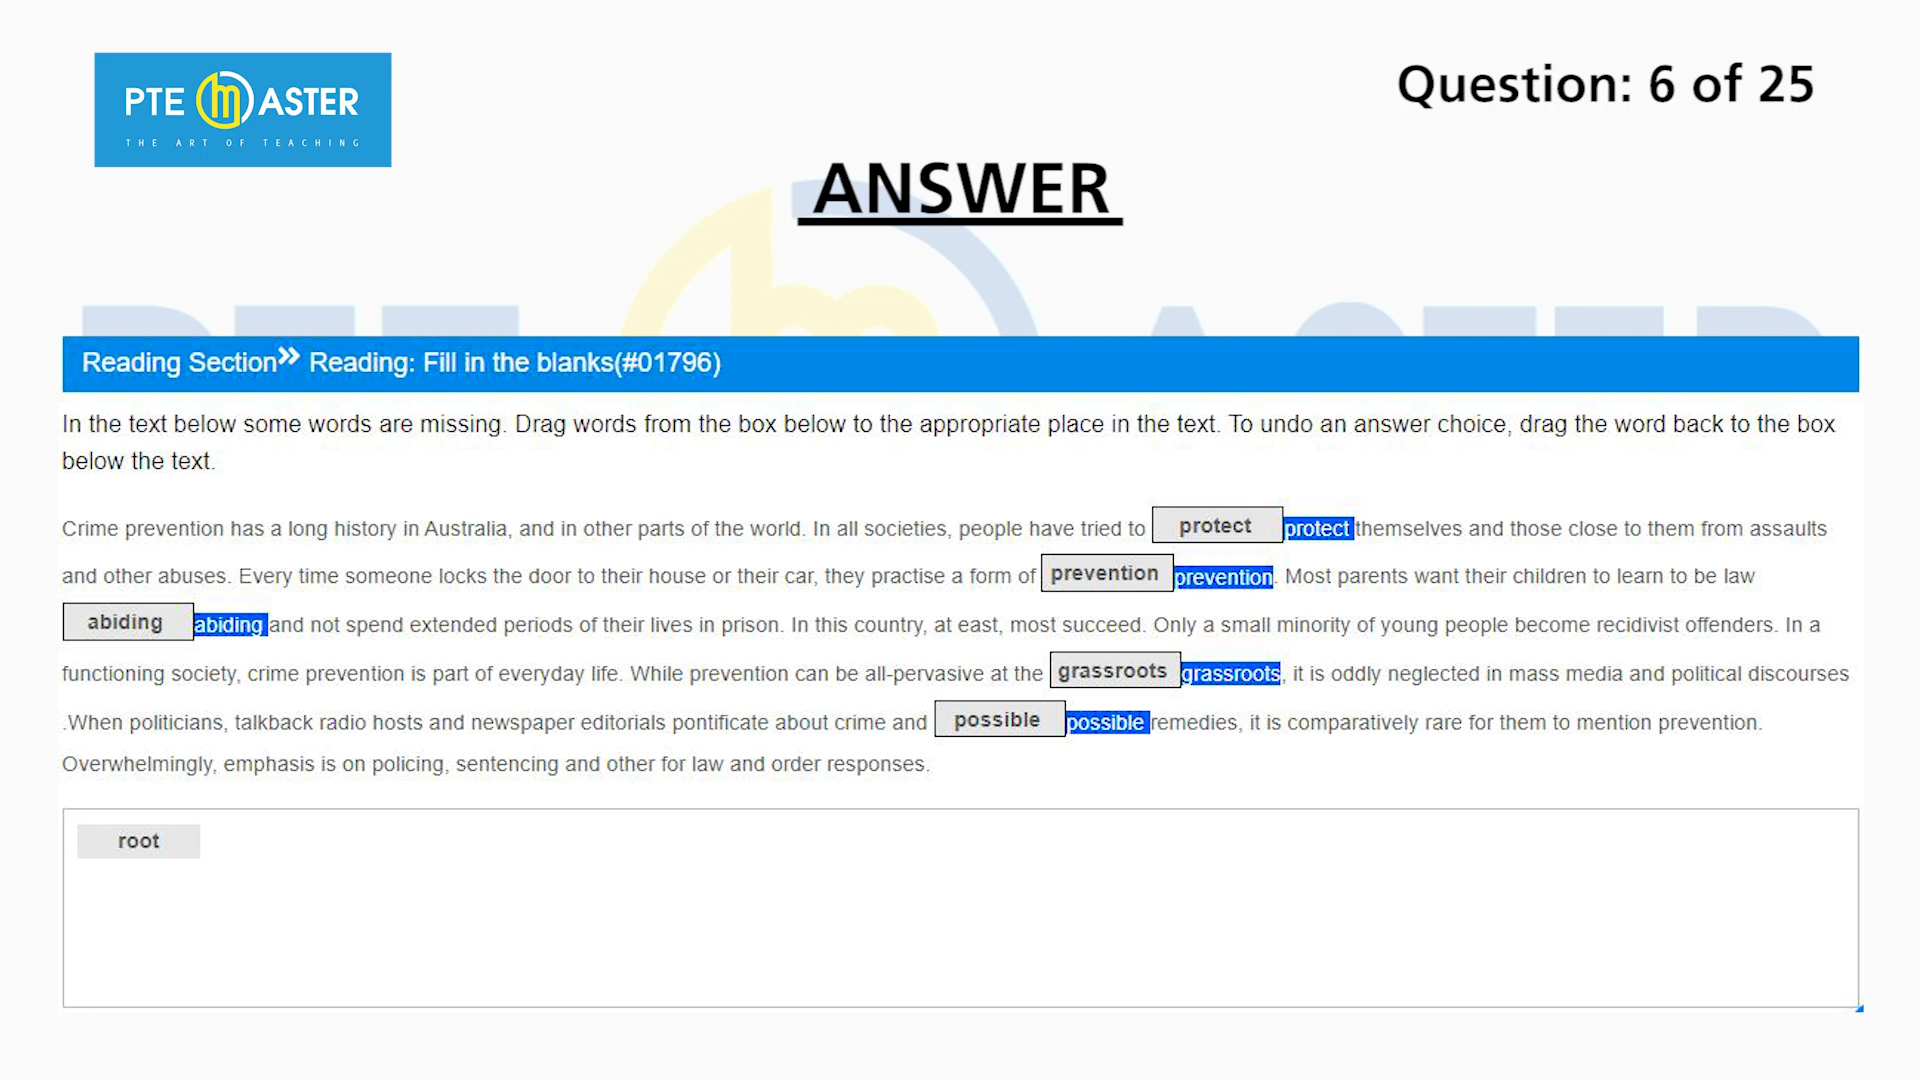 PTE MASTER
THE ART OF TEACHING
Question: 6 of 25
ANSWER
Reading Section» Reading: Fill in the blanks(#01796)
In the text below some words are missing. Drag words from the box below to the appropriate place in the text. To undo an answer choice, drag the word back to the box
below the text.
Crime prevention has a long history in Australia, and in other parts of the world. In all societies, people have tried to protect protect themselves and those close to them from assaults
and other abuses. Every time someone locks the door to their house or their car, they practise a form of prevention prevention. Most parents want their children to learn to be law
abiding abiding and not spend extended periods of their lives in prison. In this country, at east, most succeed. Only a small minority of young people become recidivist offenders. In a
functioning society, crime prevention is part of everyday life. While prevention can be all-pervasive at the grassroots grassroots, it is oddly neglected in mass media and political discourses
.When politicians, talkback radio hosts and newspaper editorials pontificate about crime and possible possible remedies, it is comparatively rare for them to mention prevention.
Overwhelmingly, emphasis is on policing, sentencing and other for law and order responses.
root